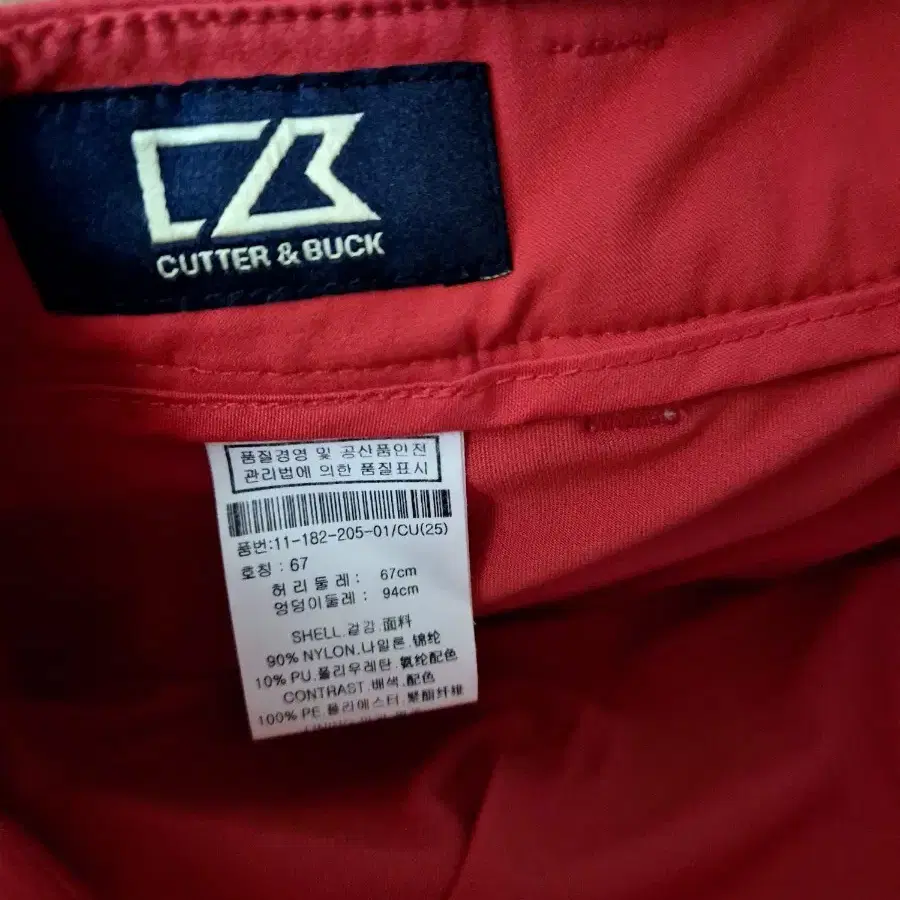 CUTTER & BUCK
품질경영 및 공산품안전
관리법에 의한 품질표시
품번:11-182-205-01/CU(25)
호칭 : 67
허리둘레 : 67cm
엉덩이둘레 : 94cm
SHELL.겉감.面料
90% NYLON.나일론.锦纶
10% PU.폴리우레탄.氨纶配色
CONTRAST.배색.配色
100% PE.폴리에스터.聚酯纤维